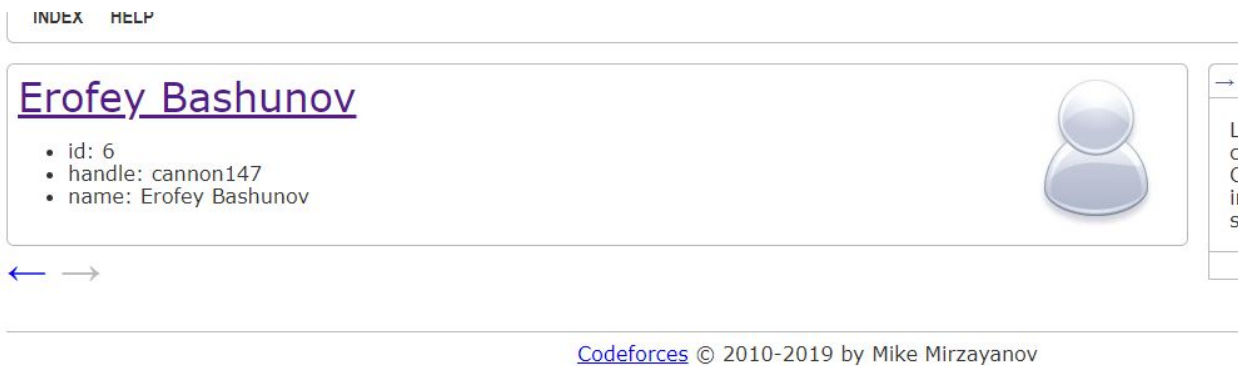 INDEX HELP
Erofey Bashunov
→
• id: 6
• handle: cannon147
• name: Erofey Bashunov
← →
Codeforces © 2010-2019 by Mike Mirzayanov